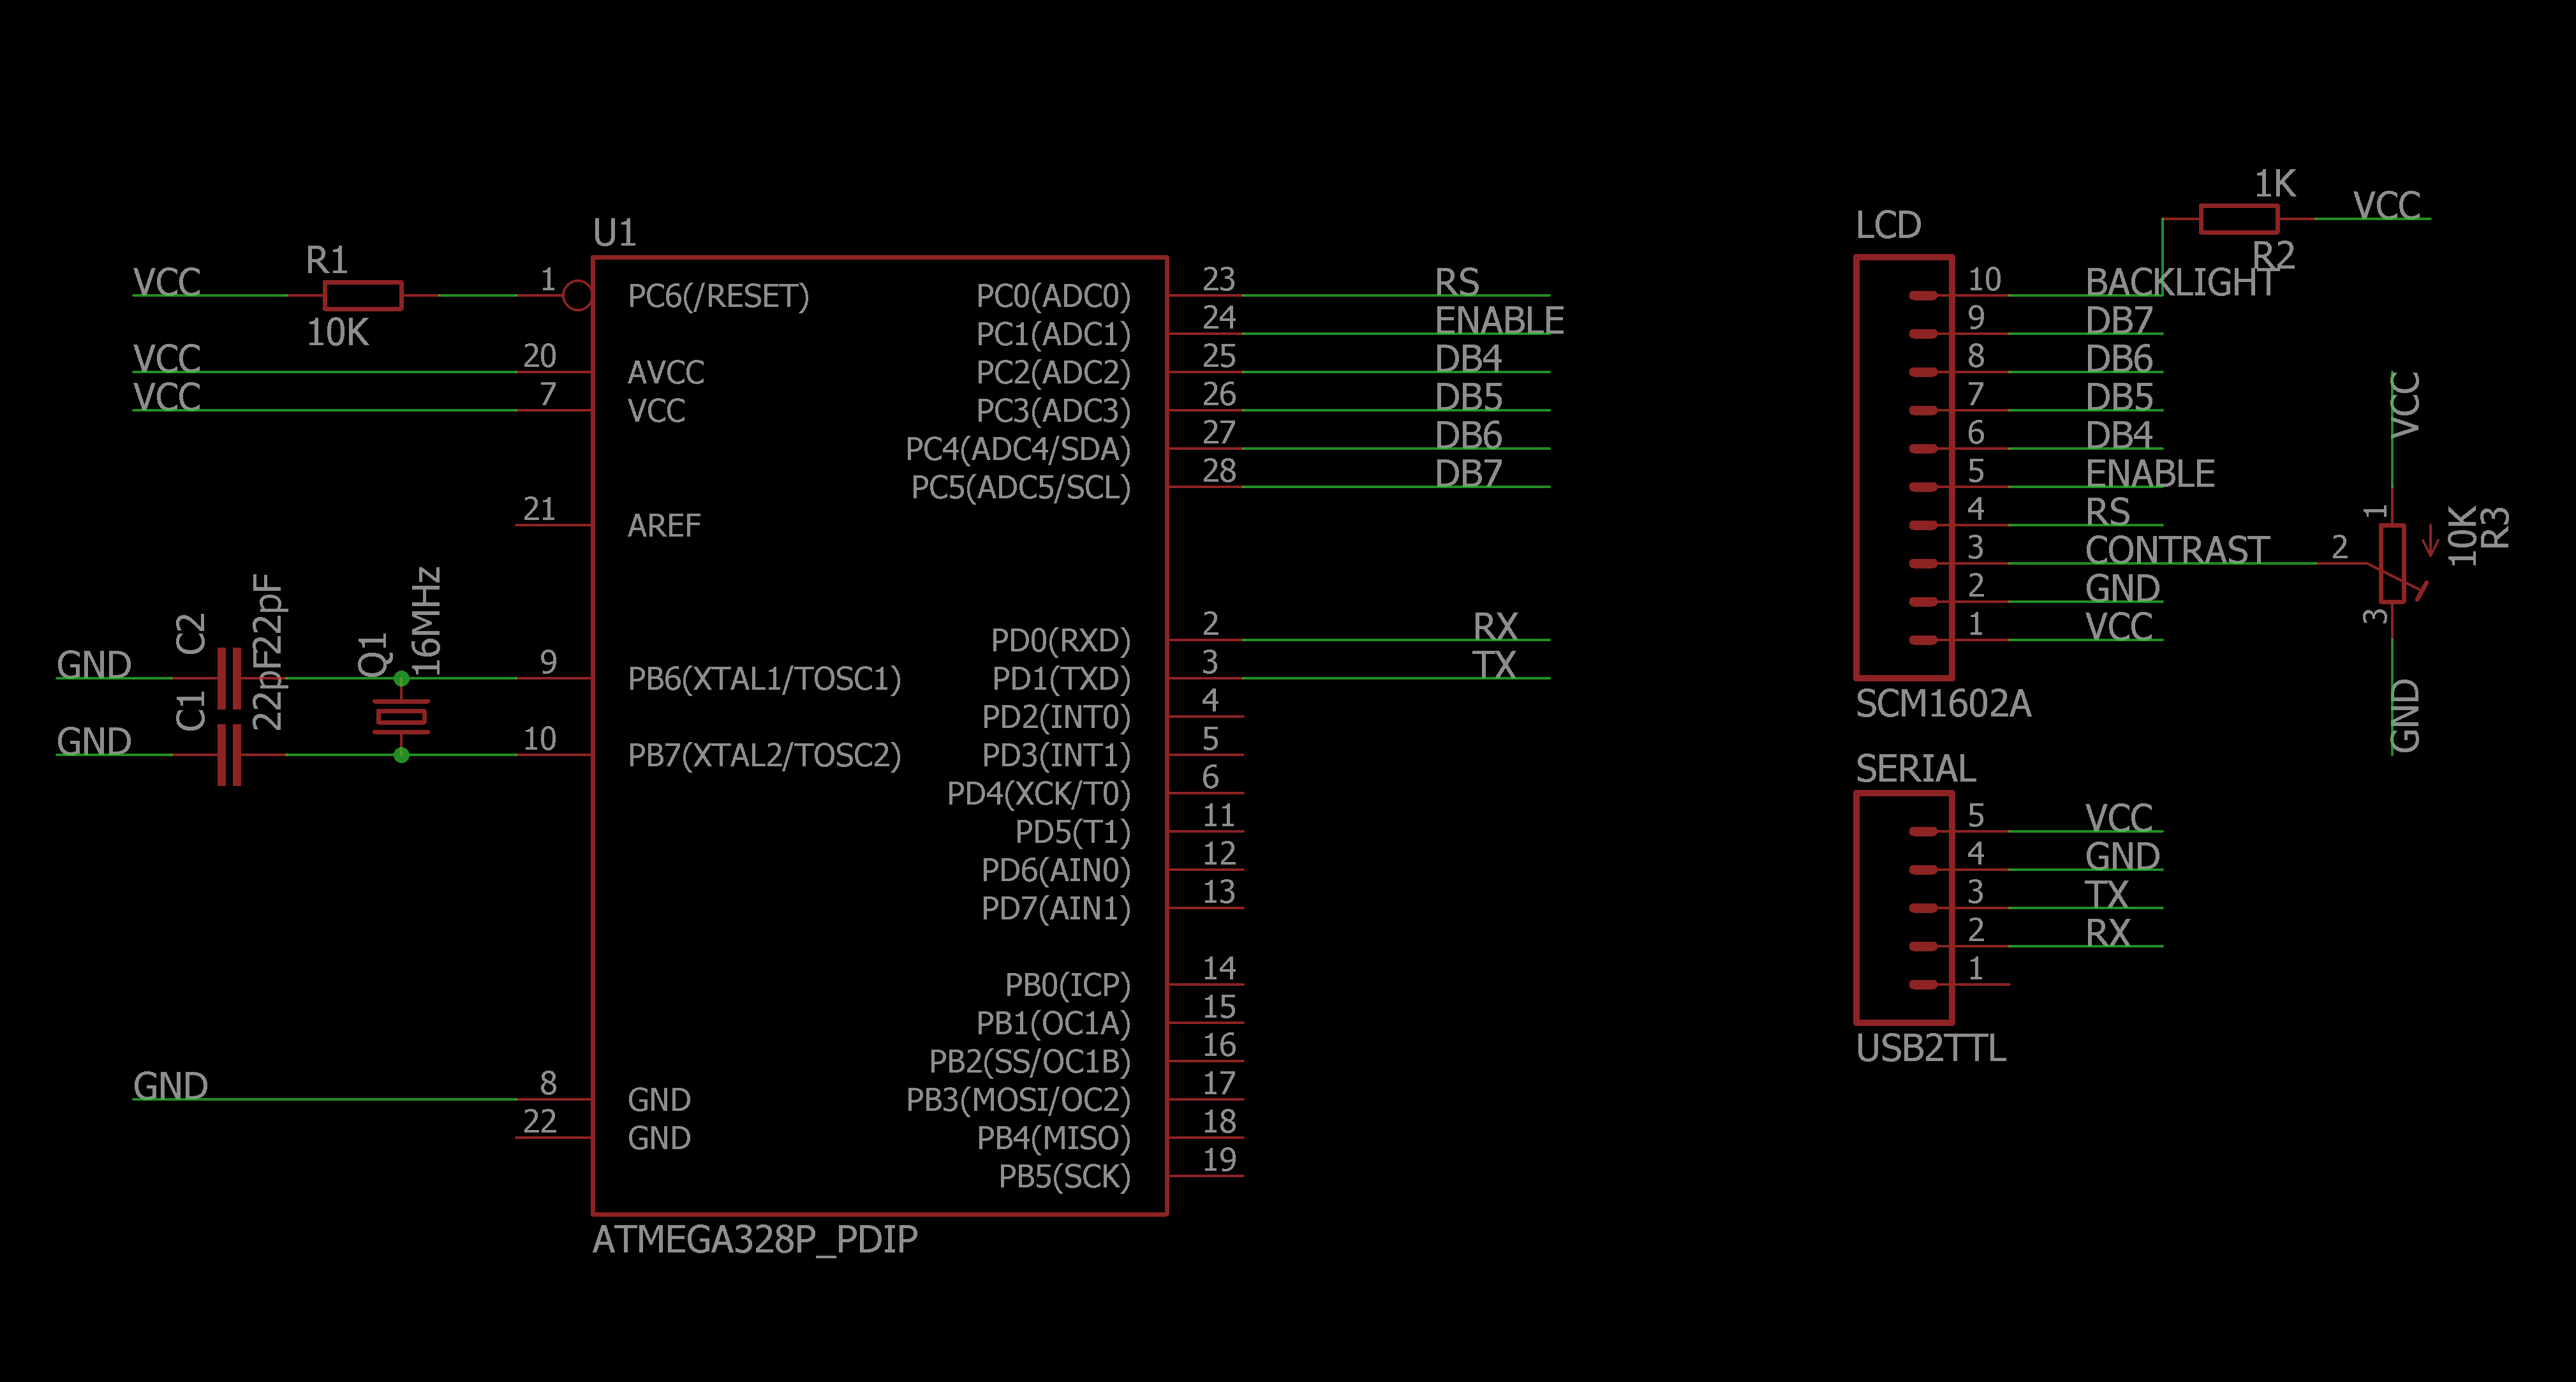 U1
VCC
R1
10K
1
PC6(/RESET)
VCC
20
AVCC
VCC
7
VCC
21
AREF
GND
C2
22pF
Q1
16MHz
9
PB6(XTAL1/TOSC1)
GND
C1
22pF
10
PB7(XTAL2/TOSC2)
GND
8
GND
22
GND
PC0(ADC0)
23
RS
PC1(ADC1)
24
ENABLE
PC2(ADC2)
25
DB4
PC3(ADC3)
26
DB5
PC4(ADC4/SDA)
27
DB6
PC5(ADC5/SCL)
28
DB7
PD0(RXD)
2
RX
PD1(TXD)
3
TX
PD2(INT0)
4
PD3(INT1)
5
PD4(XCK/T0)
6
PD5(T1)
11
PD6(AIN0)
12
PD7(AIN1)
13
PB0(ICP)
14
PB1(OC1A)
15
PB2(SS/OC1B)
16
PB3(MOSI/OC2)
17
PB4(MISO)
18
PB5(SCK)
19
ATMEGA328P_PDIP
LCD
1K
VCC
R2
10
BACKLIGHT
9
DB7
8
DB6
7
DB5
6
DB4
5
ENABLE
4
RS
3
CONTRAST
2
GND
1
VCC
SCM1602A
VCC
1
2
3
10K
R3
GND
SERIAL
5
VCC
4
GND
3
TX
2
RX
1
USB2TTL